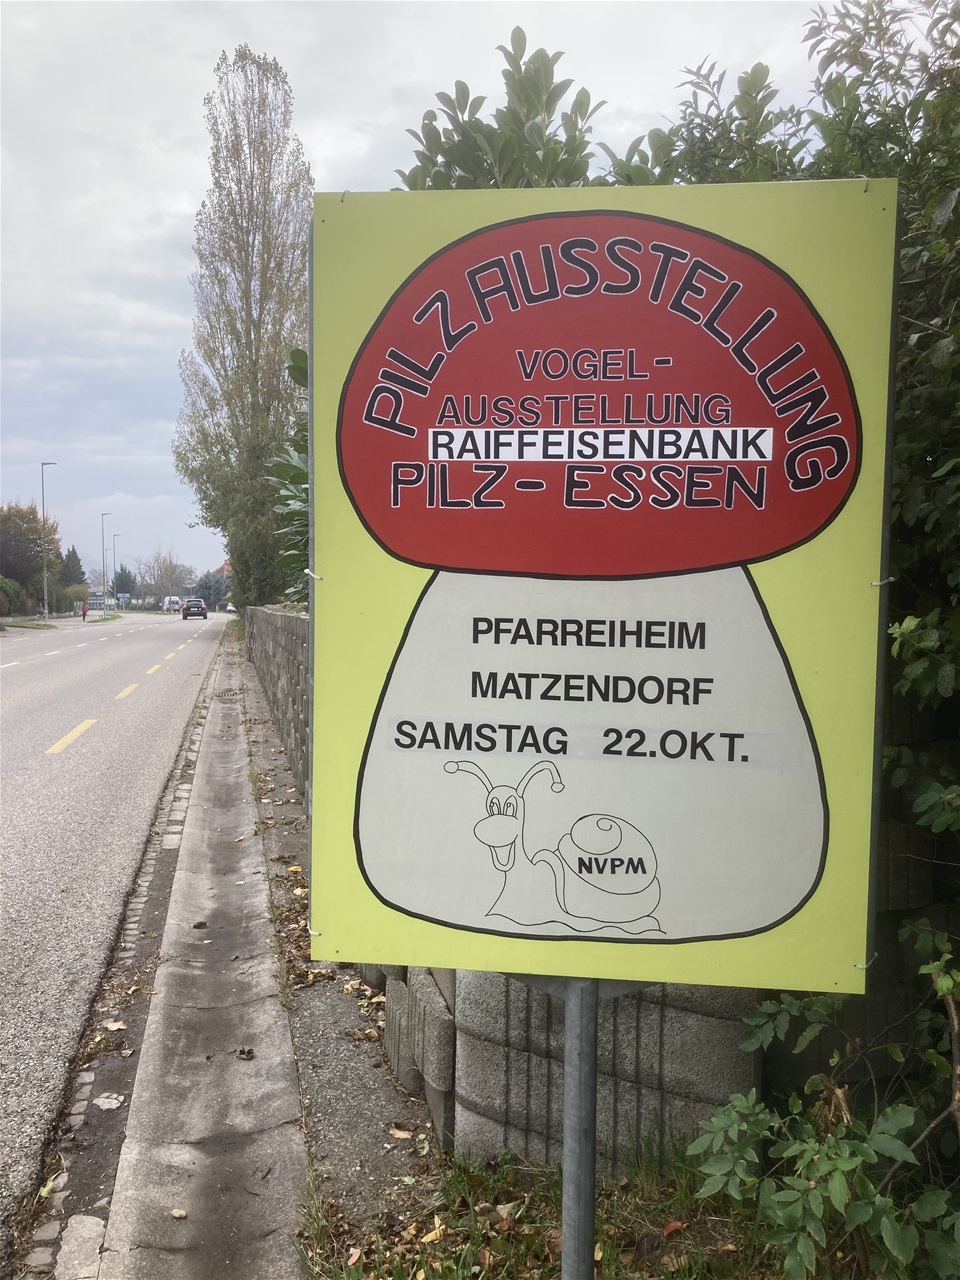 PILZAUSSTELLUNG
VOGEL-
AUSSTELLUNG
RAIFFEISENBANK
PILZ-ESSEN
PFARREIHEIM
MATZENDORF
SAMSTAG 22.OKT.
NVPM